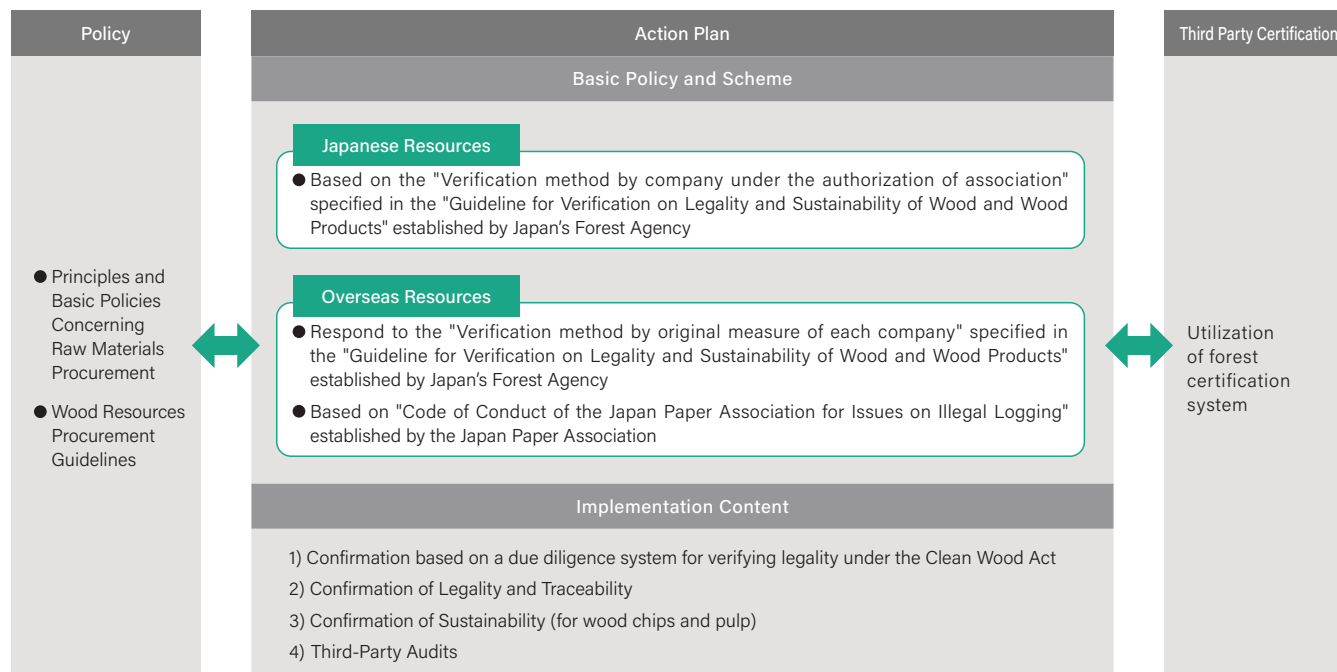 Policy
● Principles and
Basic Policies
Concerning
Raw Materials
Procurement
● Wood Resources
Procurement
Guidelines
Action Plan
Basic Policy and Scheme
Japanese Resources
● Based on the "Verification method by company under the authorization of association"
specified in the "Guideline for Verification on Legality and Sustainability of Wood and Wood
Products" established by Japan’s Forest Agency
Overseas Resources
● Respond to the "Verification method by original measure of each company" specified in
the "Guideline for Verification on Legality and Sustainability of Wood and Wood Products"
established by Japan’s Forest Agency
● Based on "Code of Conduct of the Japan Paper Association for Issues on Illegal Logging"
established by the Japan Paper Association
Implementation Content
1) Confirmation based on a due diligence system for verifying legality under the Clean Wood Act
2) Confirmation of Legality and Traceability
3) Confirmation of Sustainability (for wood chips and pulp)
4) Third-Party Audits
Third Party Certification
Utilization
of forest
certification
system